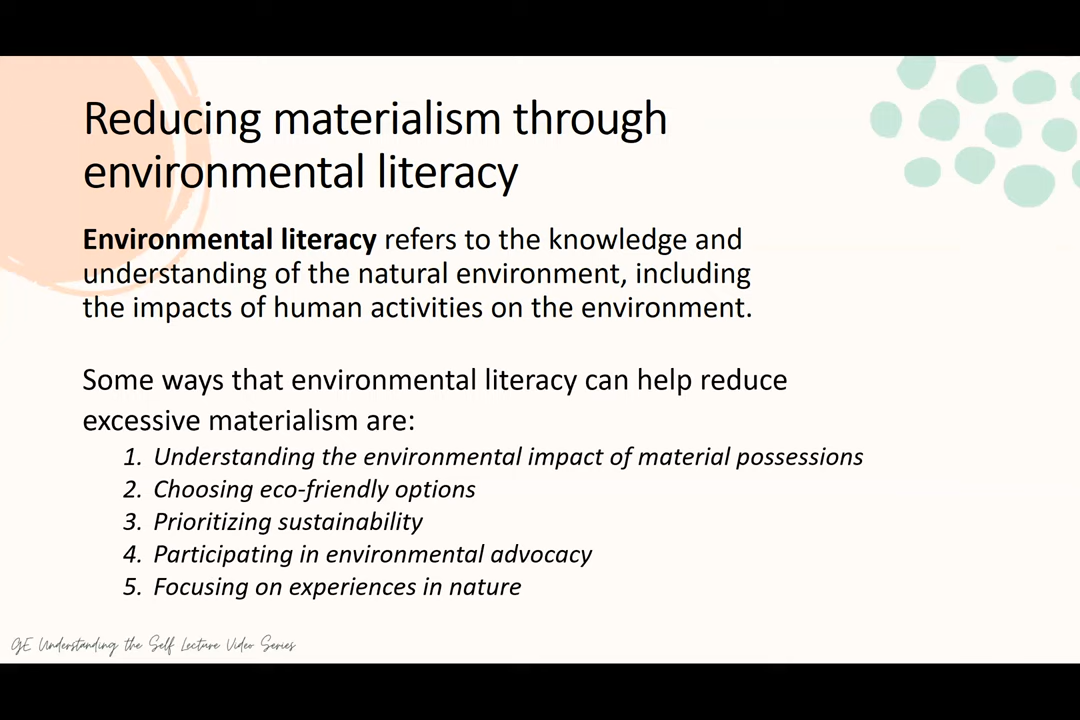 Reducing materialism through
environmental literacy
Environmental literacy refers to the knowledge and
understanding of the natural environment, including
the impacts of human activities on the environment.
Some ways that environmental literacy can help reduce
excessive materialism are:
1. Understanding the environmental impact of material possessions
2. Choosing eco-friendly options
3. Prioritizing sustainability
4. Participating in environmental advocacy
5. Focusing on experiences in nature
GE Understanding the Self Lecture Video Series